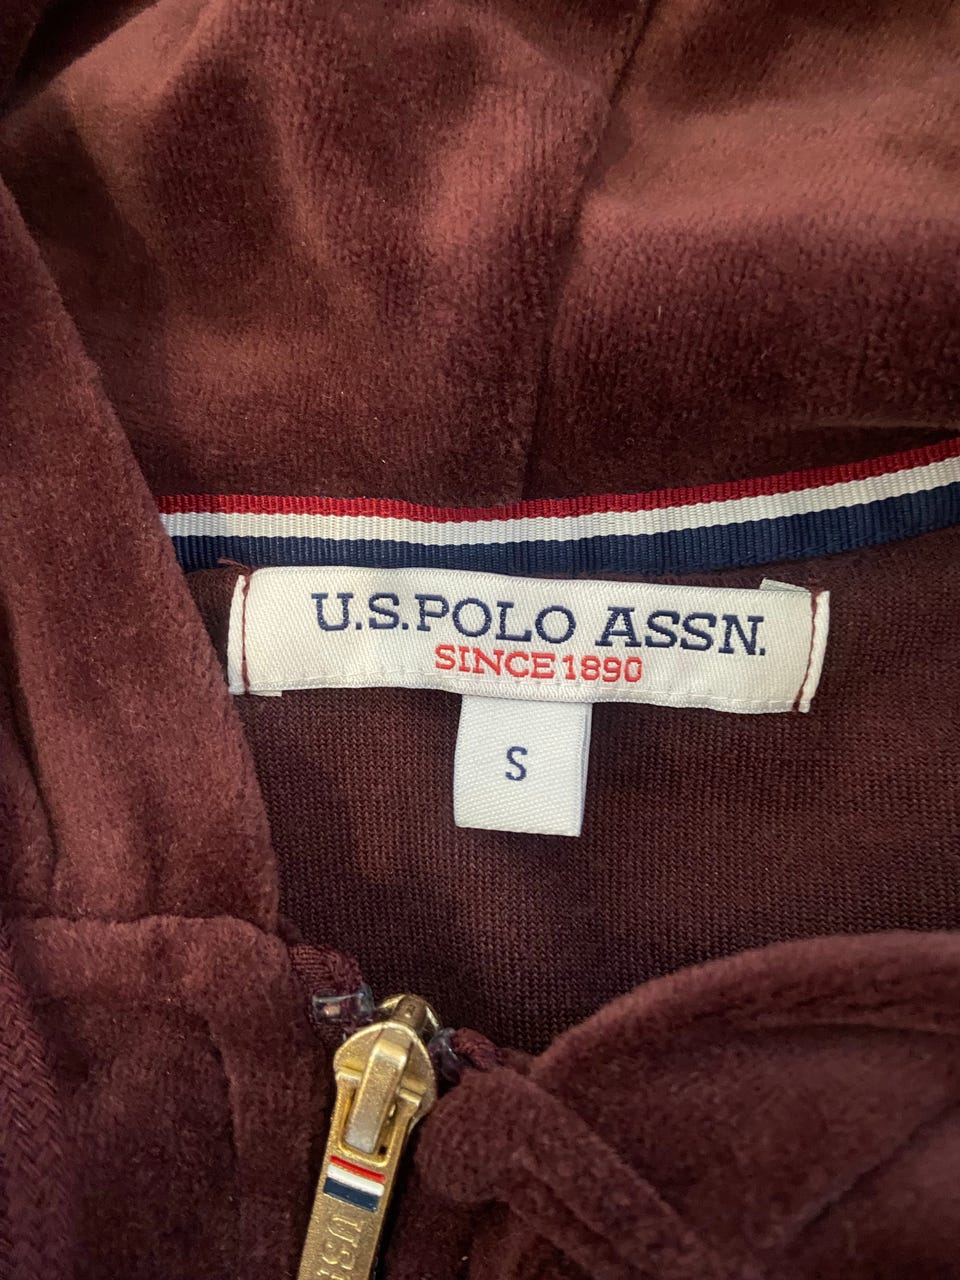 U.S.POLO ASSN.
SINCE 1890
S